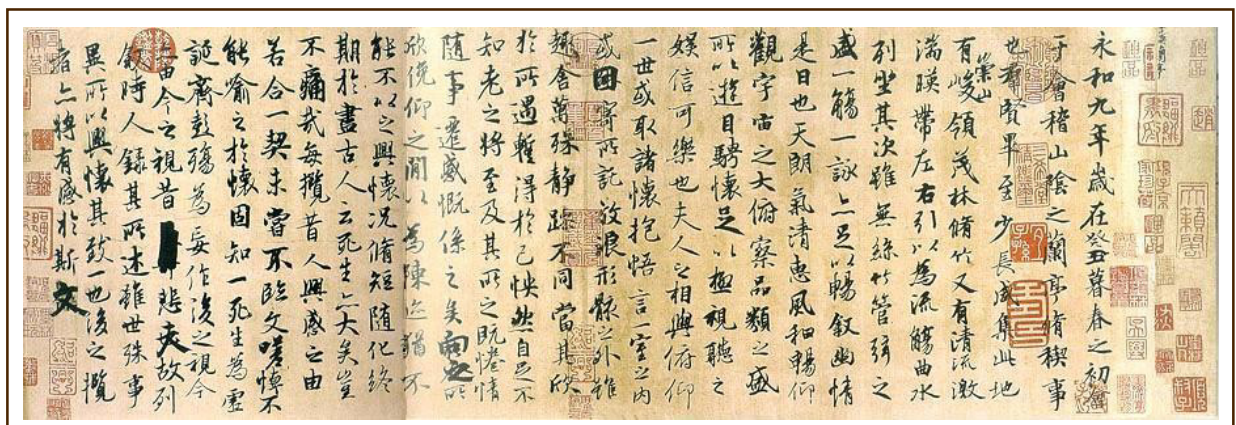 永和九年歲在癸丑暮春之初會
于會稽山陰之蘭亭脩稧事
也羣賢畢至少長咸集此地
有崇山峻領茂林脩竹又有清流激
湍暎帶左右引以為流觴曲水
列坐其次雖無絲竹管弦之
盛一觴一詠亦足以暢敘幽情
是日也天朗氣清惠風和暢仰
觀宇宙之大俯察品類之盛
所以遊目騁懷足以極視聽之
娛信可樂也夫人之相與俯仰
一世或取諸懷抱悟言一室之內
或因寄所託放浪形骸之外雖
趣舍萬殊靜躁不同當其欣
於所遇蹔得於己怏然自足不
知老之將至及其所之既惓情
隨事遷感慨係之矣向之所
欣俛仰之閒以為陳迹猶不
能不以之興懷況脩短隨化終
期於盡古人云死生亦大矣豈
不痛哉每攬昔人興感之由
若合一契未嘗不臨文嗟悼不
能喻之於懷固知一死生為虛
誕齊彭殤為妄作後之視今
亦由今之視昔悲夫故列
敘時人錄其所述雖世殊事
異所以興懷其致一也後之攬
者亦將有感於斯文